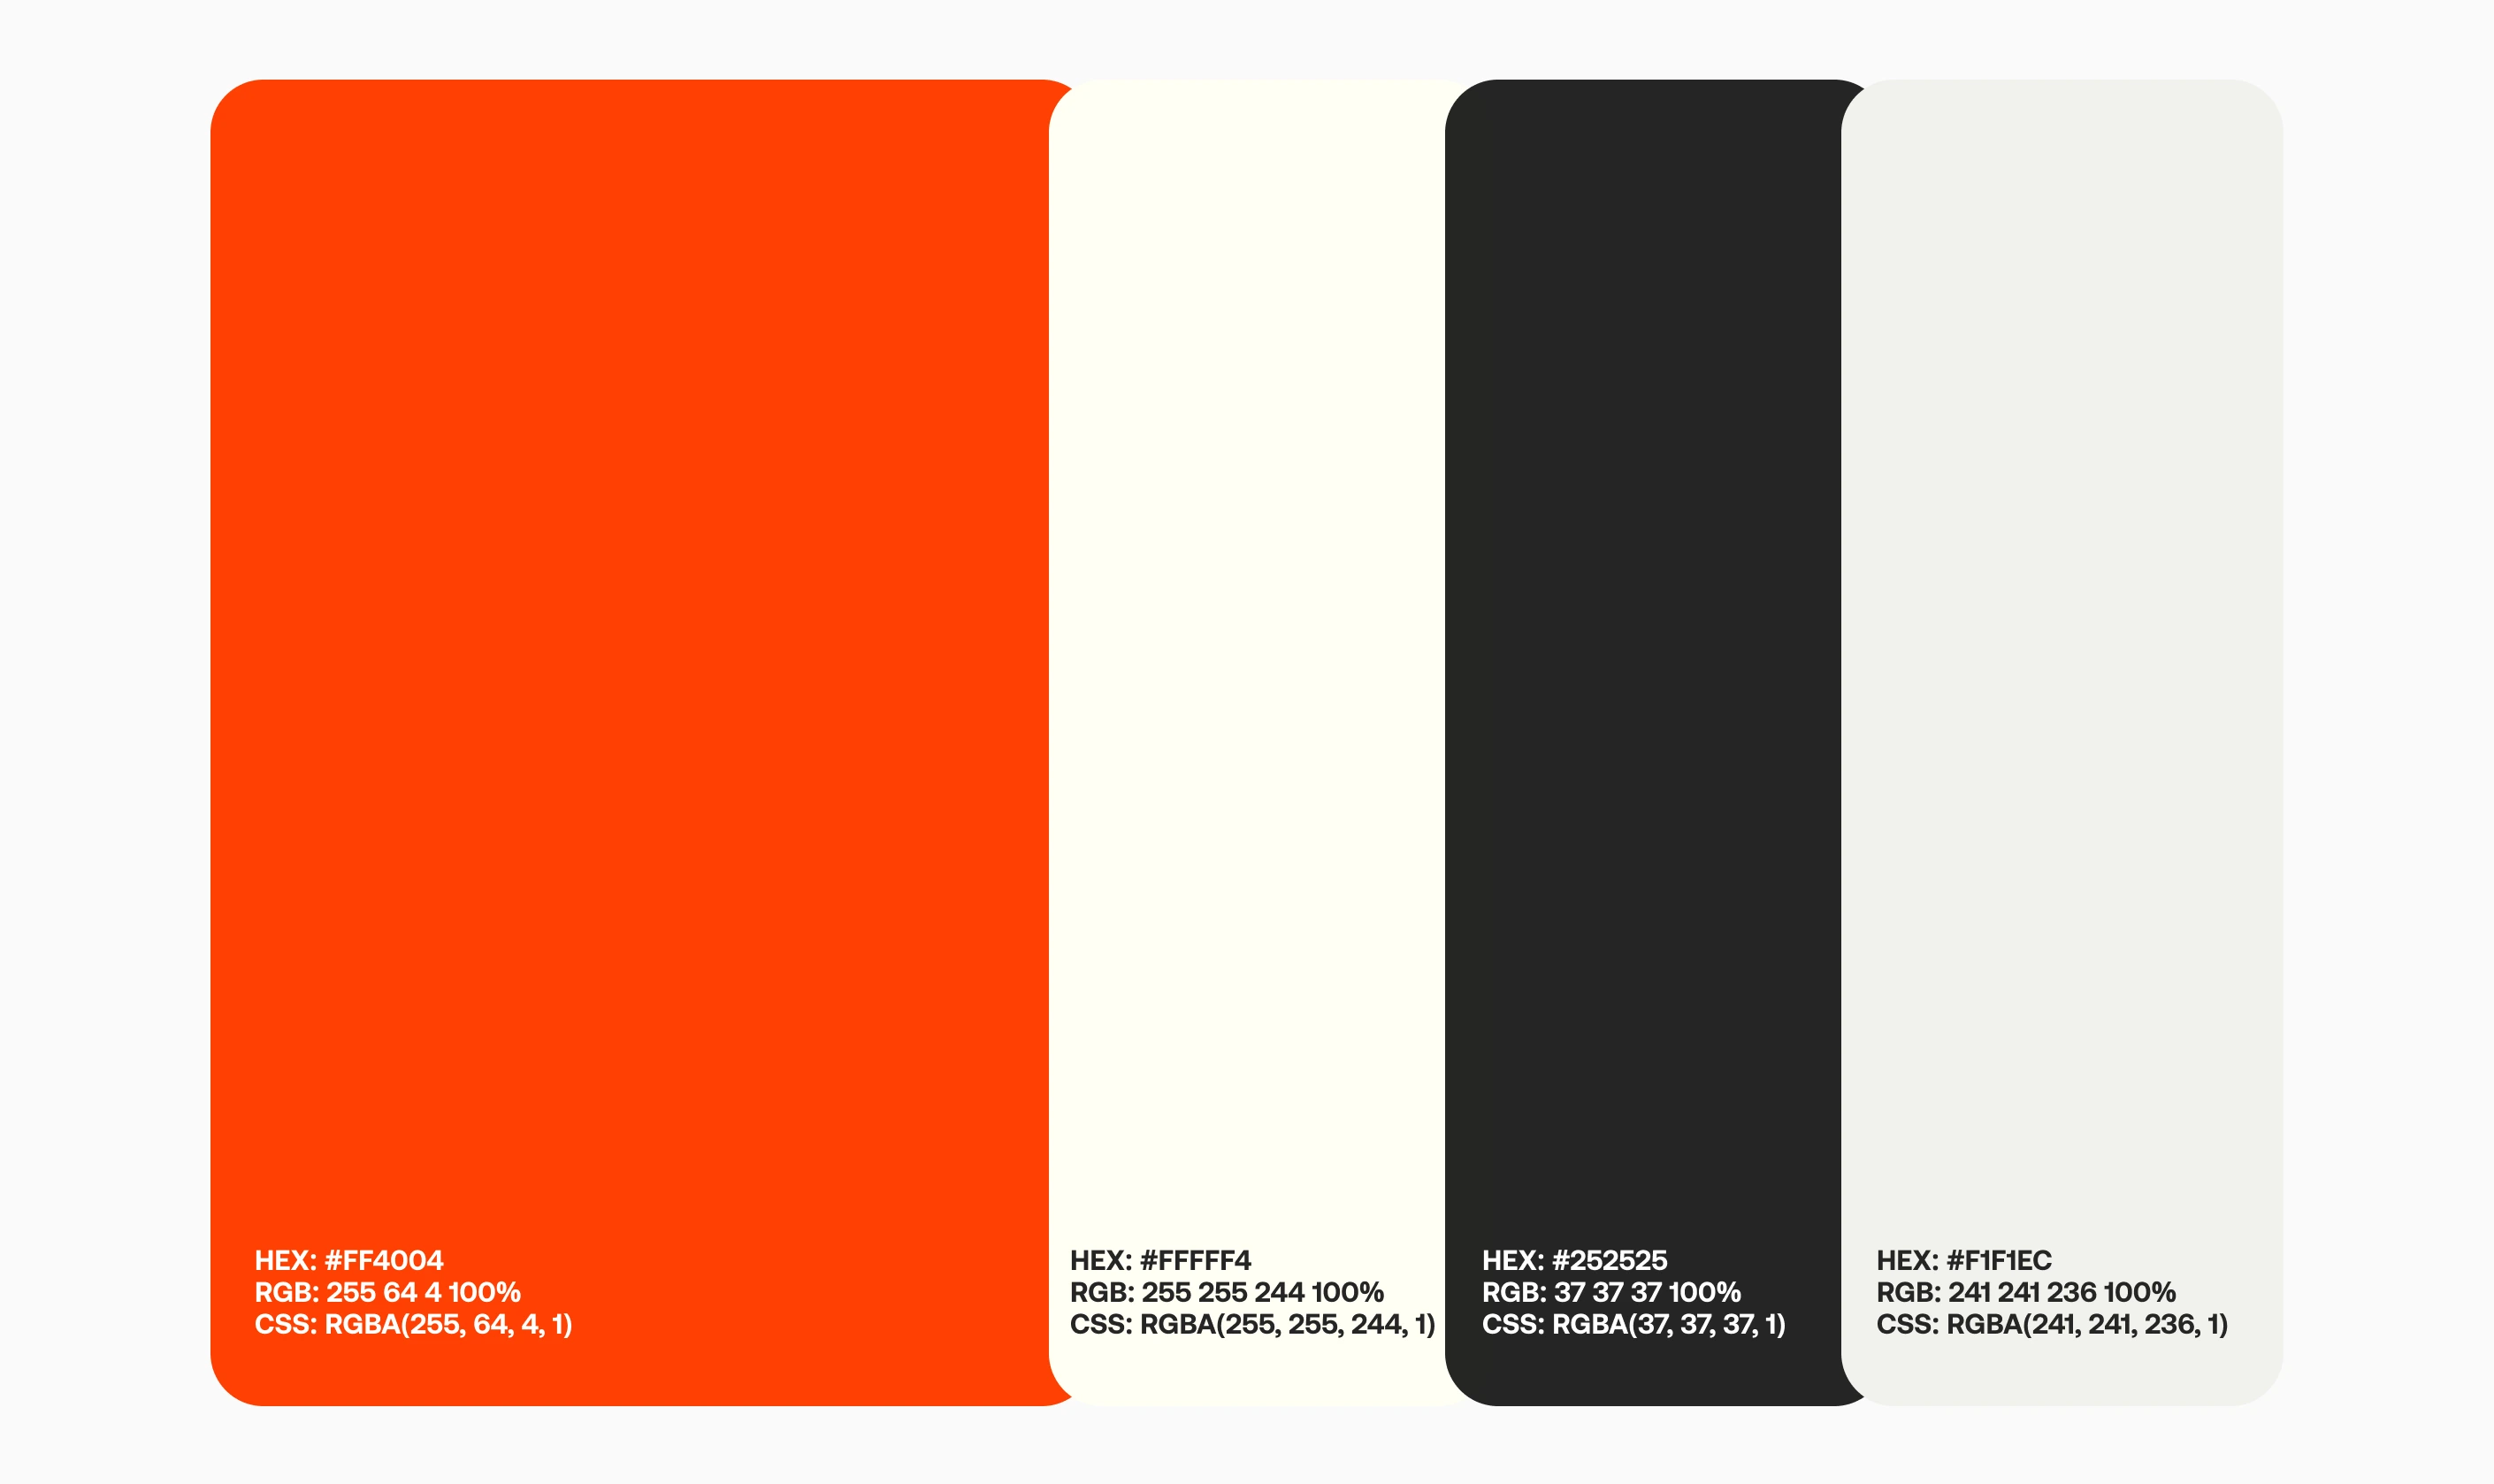 HEX: #FF4004
RGB: 255 64 4 100%
CSS: RGBA(255, 64, 4, 1)
HEX: #FFFFF4
RGB: 255 255 244 100%
CSS: RGBA(255, 255, 244, 1)
HEX: #252525
RGB: 37 37 37 100%
CSS: RGBA(37, 37, 37, 1)
HEX: #F1F1EC
RGB: 241 241 236 100%
CSS: RGBA(241, 241, 236, 1)